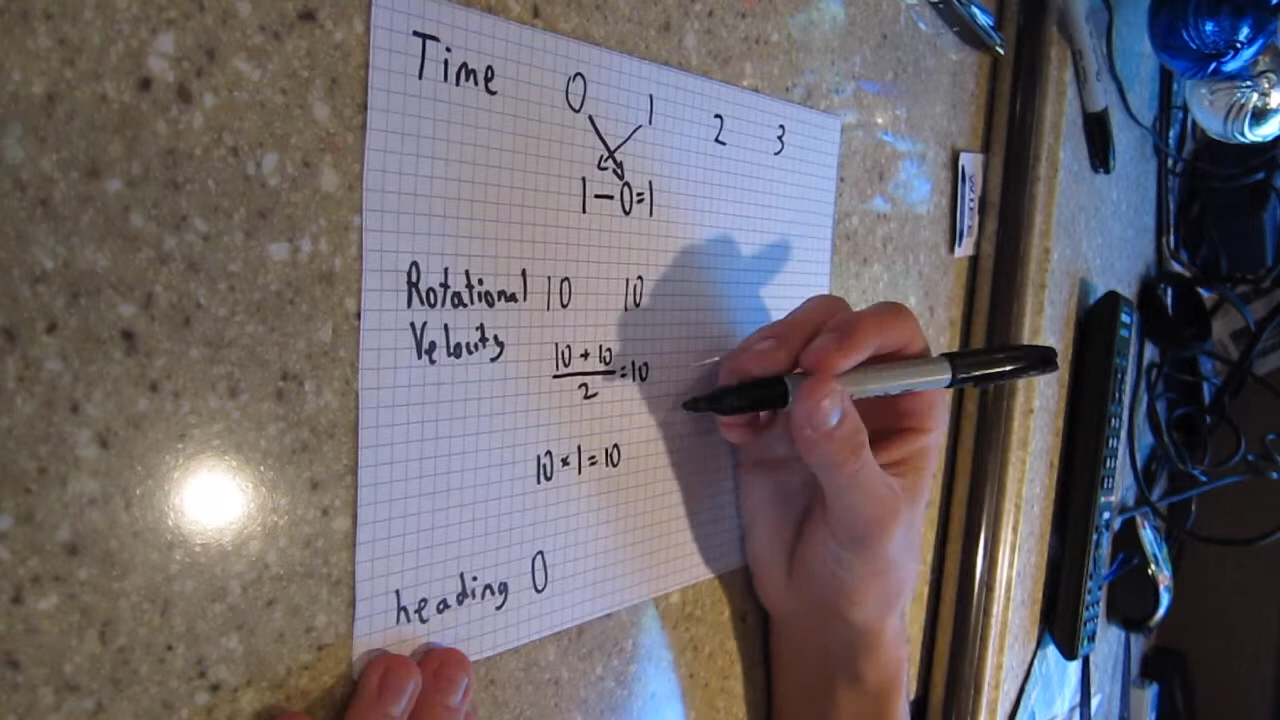 Time 0 1 2 3
1-0=1
Rotational 10 10
Velocity
10 + 10
2
=10
10 × 1 = 10
heading 0